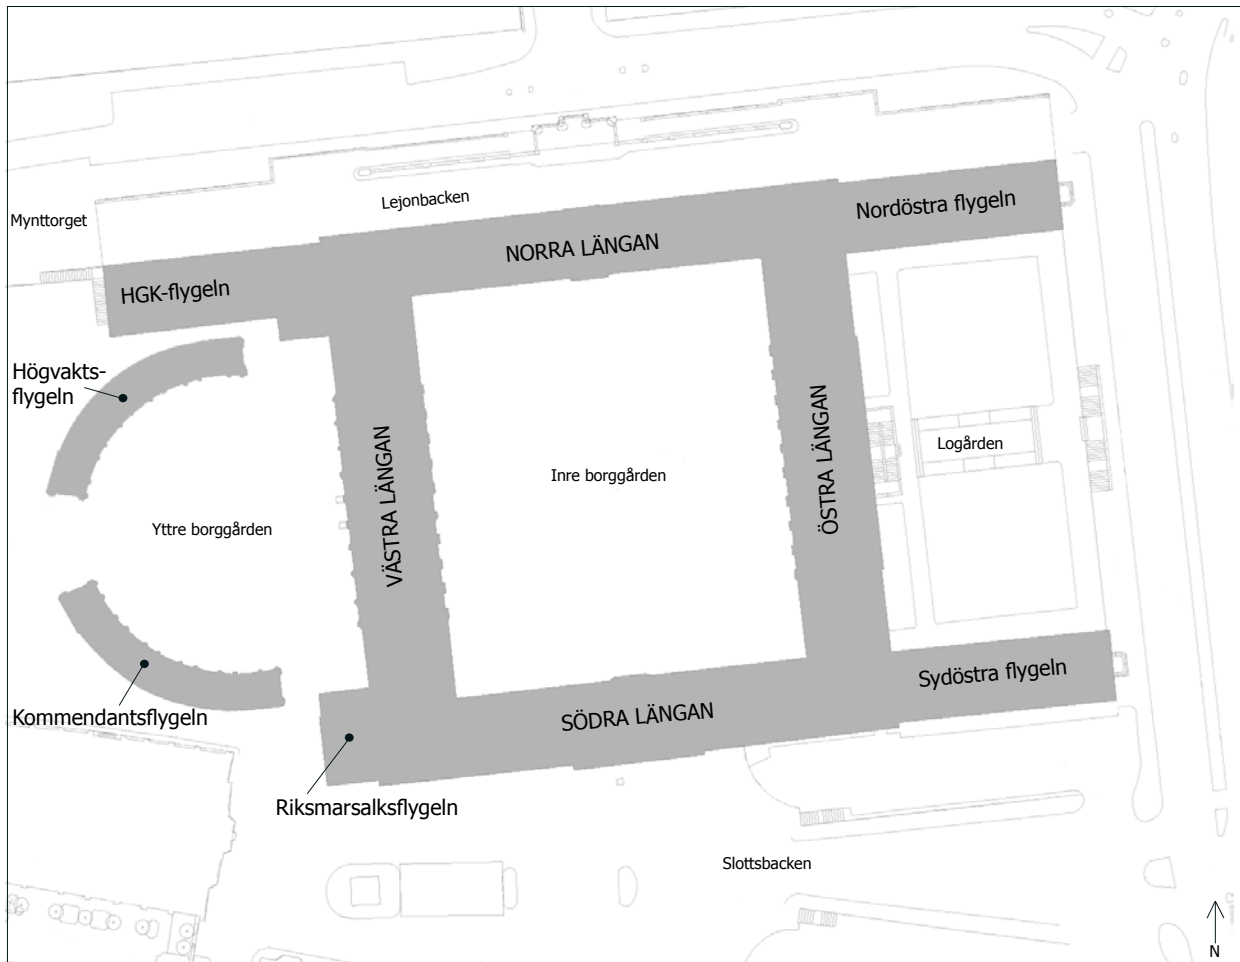 Nordöstra flygeln
Lejonbacken
Mynttorget
NORRA LÄNGAN
HGK-flygeln
Högvakts-
flygeln
Logården
ÖSTRA LÄNGAN
VÄSTRA LÄNGAN
Inre borggården
Yttre borggården
Sydöstra flygeln
Kommendantsflygeln
SÖDRA LÄNGAN
Riksmarsalksflygeln
Slottsbacken
N